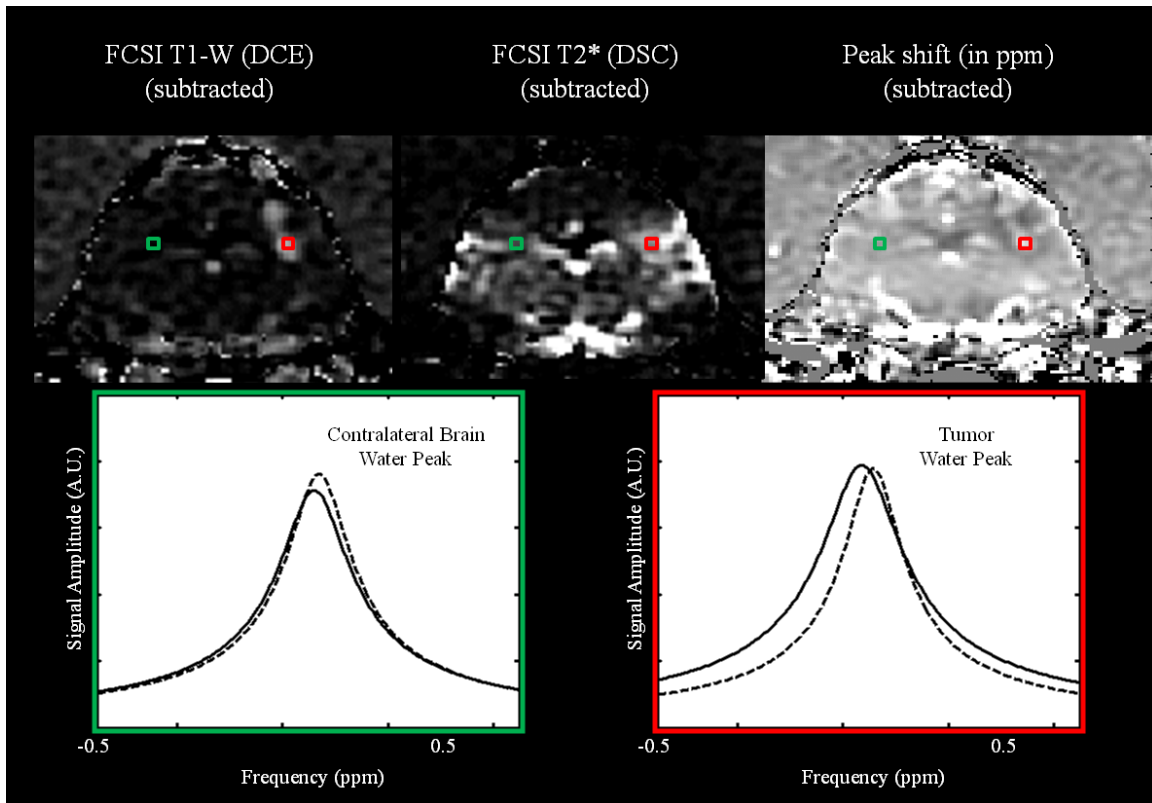 FCSI T1-W (DCE)
(subtracted)
FCSI T2* (DSC)
(subtracted)
Peak shift (in ppm)
(subtracted)
Signal Amplitude (A.U.)
Contralateral Brain
Water Peak
-0.5
0.5
Frequency (ppm)
Signal Amplitude (A.U.)
Tumor
Water Peak
-0.5
0.5
Frequency (ppm)